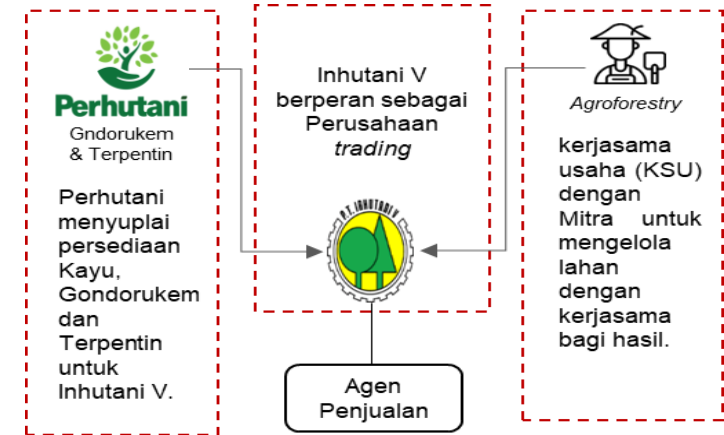 Perhutani
Gndorukem
& Terpentin
Perhutani
menyuplai
persediaan
Kayu,
Gondorukem
dan
Terpentin
untuk
Inhutani V.
Inhutani V
berperan sebagai
Perusahaan
trading
P.T. INHUTANI V
Agen
Penjualan
Agroforestry
kerjasama
usaha (KSU)
dengan
Mitra untuk
mengelola
lahan
dengan
kerjasama
bagi hasil.